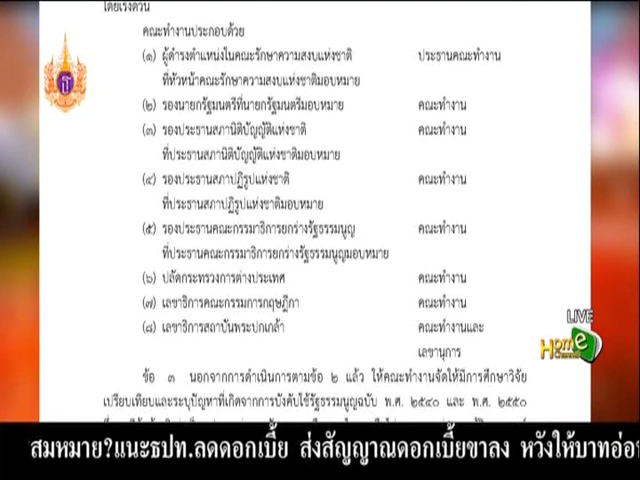 โดยเร่งด่วน
คณะทำงานประกอบด้วย
(๑) ผู้ดำรงตำแหน่งในคณะรักษาความสงบแห่งชาติ ประธานคณะทำงาน
ที่หัวหน้าคณะรักษาความสงบแห่งชาติมอบหมาย
(๒) รองนายกรัฐมนตรีที่นายกรัฐมนตรีมอบหมาย คณะทำงาน
(๓) รองประธานสภานิติบัญญัติแห่งชาติ คณะทำงาน
ที่ประธานสภานิติบัญญัติแห่งชาติมอบหมาย
(๔) รองประธานสภาปฏิรูปแห่งชาติ คณะทำงาน
ที่ประธานสภาปฏิรูปแห่งชาติมอบหมาย
(๕) รองประธานคณะกรรมาธิการยกร่างรัฐธรรมนูญ คณะทำงาน
ที่ประธานคณะกรรมาธิการยกร่างรัฐธรรมนูญมอบหมาย
(๖) ปลัดกระทรวงการต่างประเทศ คณะทำงาน
(๗) เลขาธิการคณะกรรมการกฤษฎีกา คณะทำงาน
(๘) เลขาธิการสถาบันพระปกเกล้า คณะทำงานและ
เลขานุการ
LIVE
Home
Channel
ข้อ ๓ นอกจากการดำเนินการตามข้อ ๒ แล้ว ให้คณะทำงานจัดให้มีการศึกษาวิจัย
เปรียบเทียบและระบุปัญหาที่เกิดจากการบังคับใช้รัฐธรรมนูญฉบับ พ.ศ. ๒๕๔๐ และ พ.ศ. ๒๕๕๐
สมหมาย?แนะธปท.ลดดอกเบี้ย ส่งสัญญาณดอกเบี้ยขาลง หวังให้บาทอ่อน